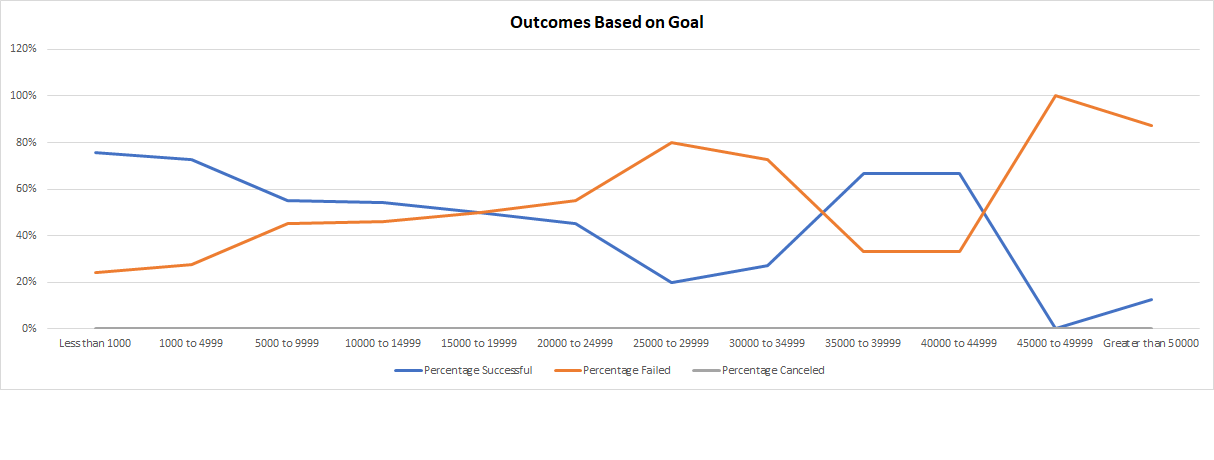 Outcomes Based on Goal
120%
100%
80%
60%
40%
20%
0%
Less than 1000 1000 to 4999 5000 to 9999 10000 to 14999 15000 to 19999 20000 to 24999 25000 to 29999 30000 to 34999 35000 to 39999 40000 to 44999 45000 to 49999 Greater than 50000
Percentage Successful Percentage Failed Percentage Canceled